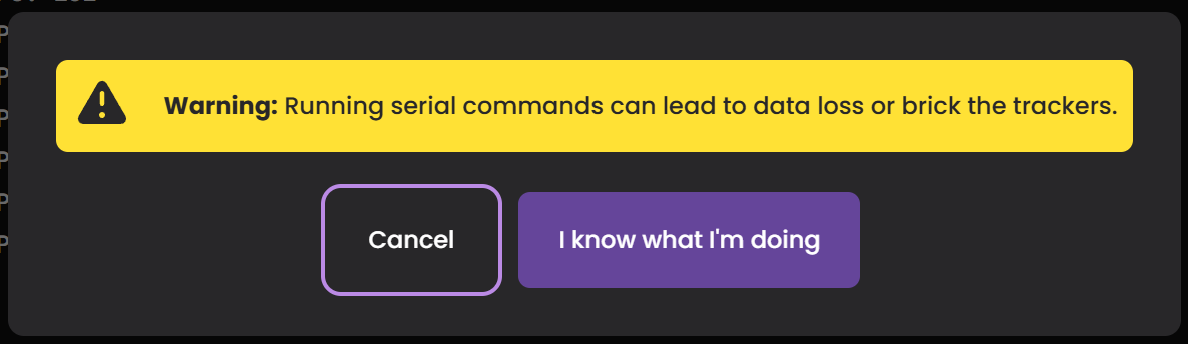 Warning: Running serial commands can lead to data loss or brick the trackers.
Cancel
I know what I'm doing